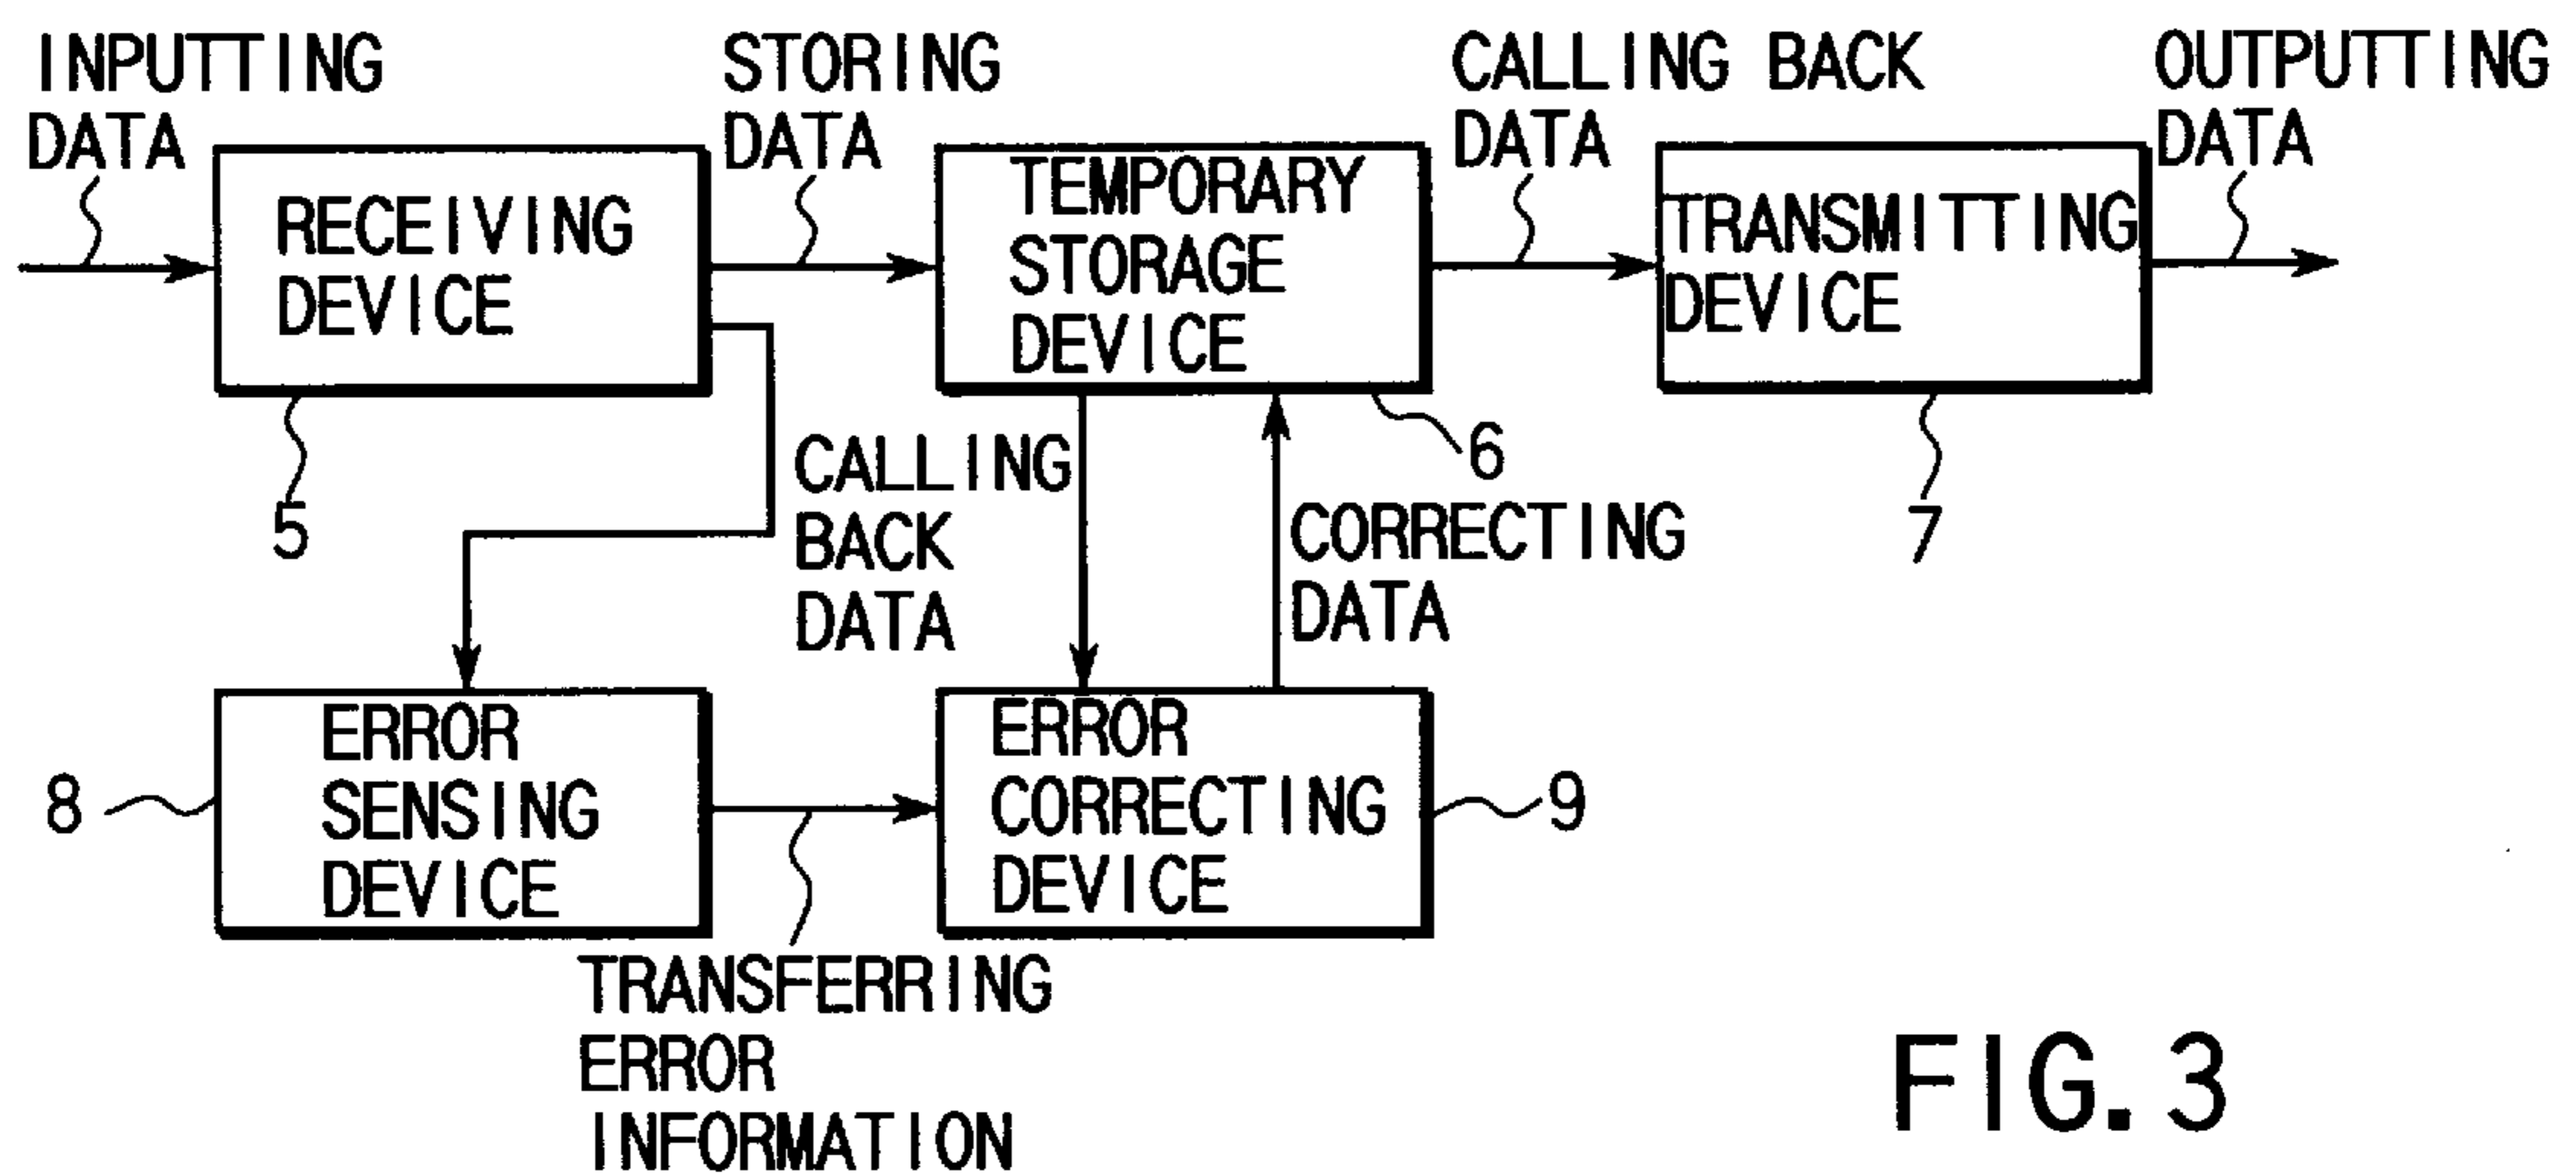 INPUTTING
DATA
STORING
DATA
CALLING BACK
DATA
OUTPUTTING
DATA
RECEIVING
DEVICE
TEMPORARY
STORAGE
DEVICE
TRANSMITTING
DEVICE
5
6
7
CALLING
BACK
DATA
CORRECTING
DATA
8
ERROR
SENSING
DEVICE
ERROR
CORRECTING
DEVICE
9
TRANSFERRING
ERROR
INFORMATION
FIG. 3